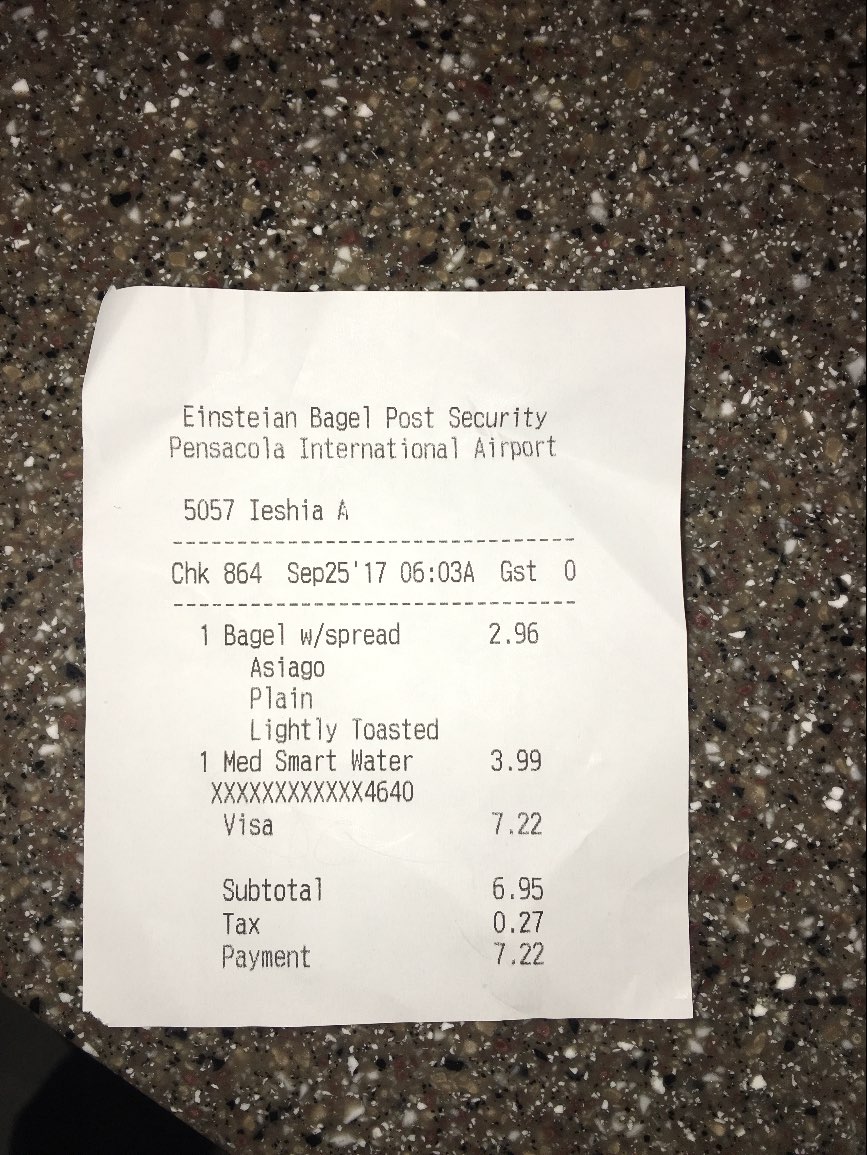 Einsteian Bagel Post Security
Pensacola International Airport
5057 Ieshia A
--------------------------------
Chk 864 Sep25'17 06:03A Gst 0
--------------------------------
1 Bagel w/spread 2.96
Asiago
Plain
Lightly Toasted
1 Med Smart Water 3.99
XXXXXXXXXXXX4640
Visa 7.22
Subtotal 6.95
Tax 0.27
Payment 7.22